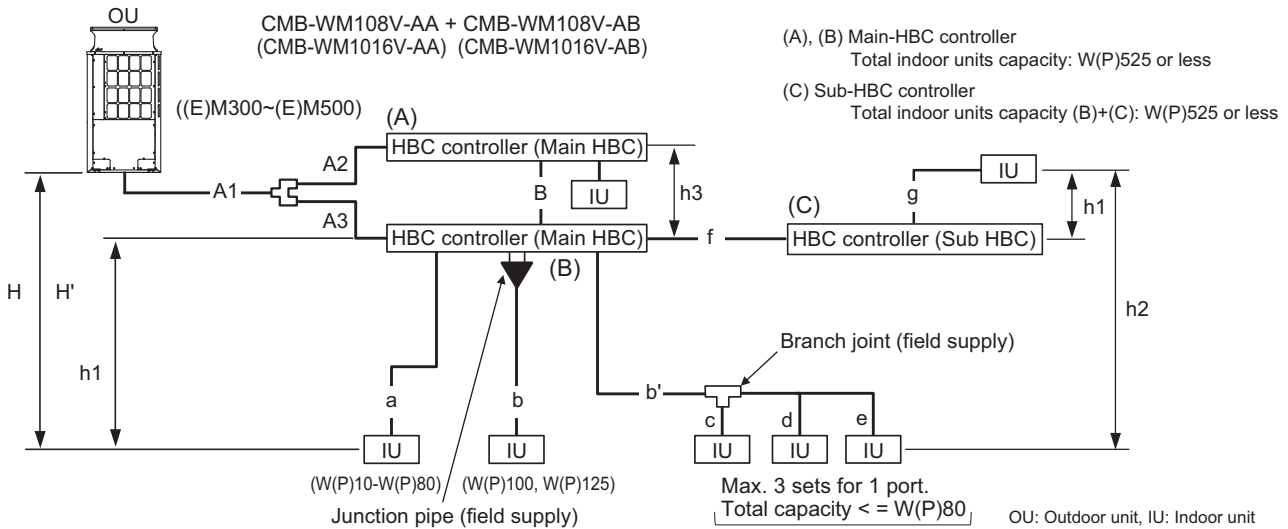 OU
CMB-WM108V-AA + CMB-WM108V-AB
(CMB-WM1016V-AA) (CMB-WM1016V-AB)
((E)M300~(E)M500)
(A), (B) Main-HBC controller
Total indoor units capacity: W(P)525 or less
(C) Sub-HBC controller
Total indoor units capacity (B)+(C): W(P)525 or less
(A)
HBC controller (Main HBC)
A2
A1
A3
B
IU
h3
IU
g
h1
(C)
HBC controller (Main HBC)
f
HBC controller (Sub HBC)
(B)
H
H'
h1
h2
Branch joint (field supply)
a
b
b'
c
d
e
IU
IU
IU
IU
IU
(W(P)10-W(P)80)
(W(P)100, W(P)125)
Max. 3 sets for 1 port.
Total capacity < = W(P)80
Junction pipe (field supply)
OU: Outdoor unit, IU: Indoor unit